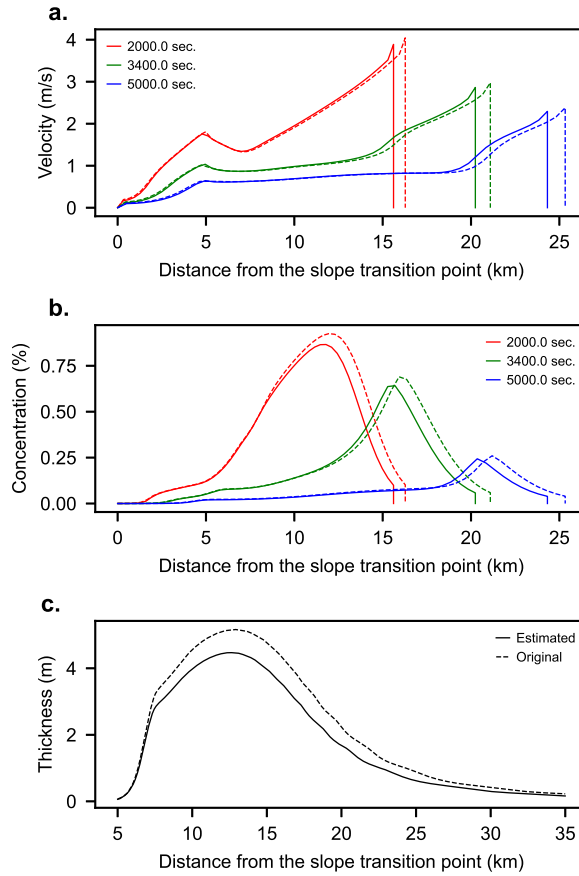 a.
4
3
2
1
0
Velocity (m/s)
2000.0 sec.
3400.0 sec.
5000.0 sec.
0 5 10 15 20 25
Distance from the slope transition point (km)
b.
0.75
0.50
0.25
0.00
Concentration (%)
2000.0 sec.
3400.0 sec.
5000.0 sec.
0 5 10 15 20 25
Distance from the slope transition point (km)
c.
4
2
0
Thickness (m)
Estimated
Original
5 10 15 20 25 30 35
Distance from the slope transition point (km)